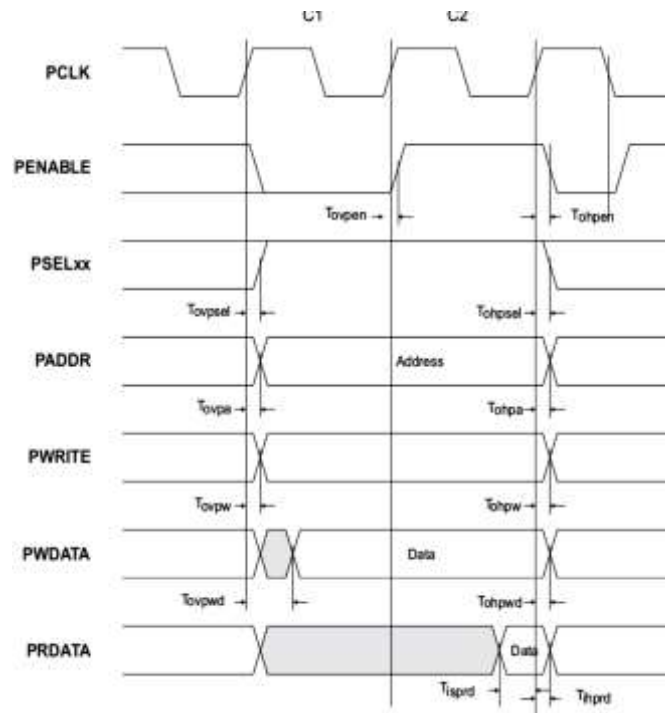 C1 C2
PCLK
PENABLE
Tovpen Tohpen
PSELxx
Tovpsel Tohpsel
PADDR Address
Tovpa Tohpa
PWRITE
Tovpw Tohpw
PWDATA Data
Tovpwd Tohpwd
PRDATA Data
Tisprd Tihprd